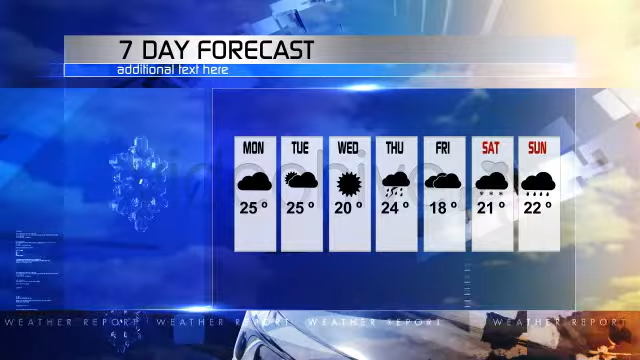 7 DAY FORECAST
additional text here
MON TUE WED THU FRI SAT SUN
25 º 25 º 20 º 24 º 18 º 21 º 22 º
WEATHER REPORT WEATHER REPORT WEATHER REPORT WEATHER REPORT